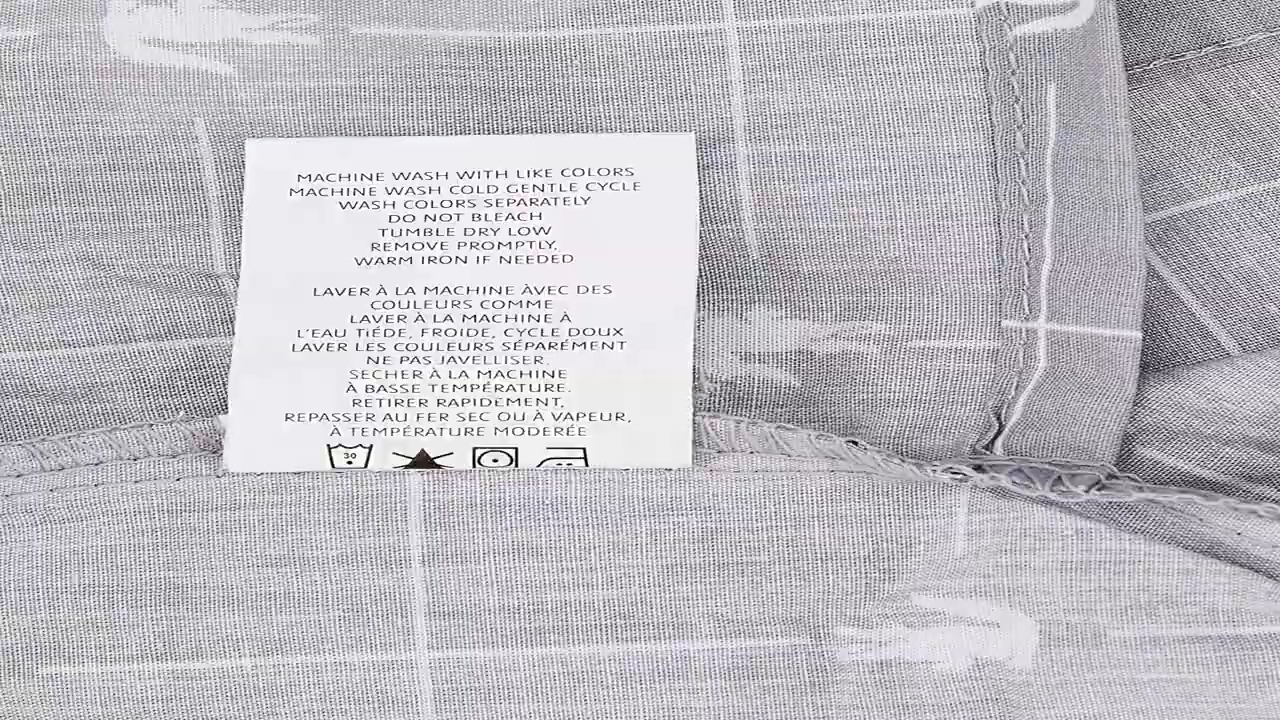 MACHINE WASH WITH LIKE COLORS
MACHINE WASH COLD GENTLE CYCLE
WASH COLORS SEPARATELY
DO NOT BLEACH
TUMBLE DRY LOW
REMOVE PROMPTLY,
WARM IRON IF NEEDED
LAVER À LA MACHINE ÀVEC DES
COULEURS COMME
LAVER À LA MACHINE À
L'EAU TIÉDE, FROIDE, CYCLE DOUX
LAVER LES COULEURS SÉPARÉMENT
NE PAS JAVELLISER.
SECHER À LA MACHINE
À BASSE TEMPÉRATURE.
RETIRER RAPIDEMENT,
REPASSER AU FER SEC OU À VAPEUR,
À TEMPÉRATURE MODERÉE
30